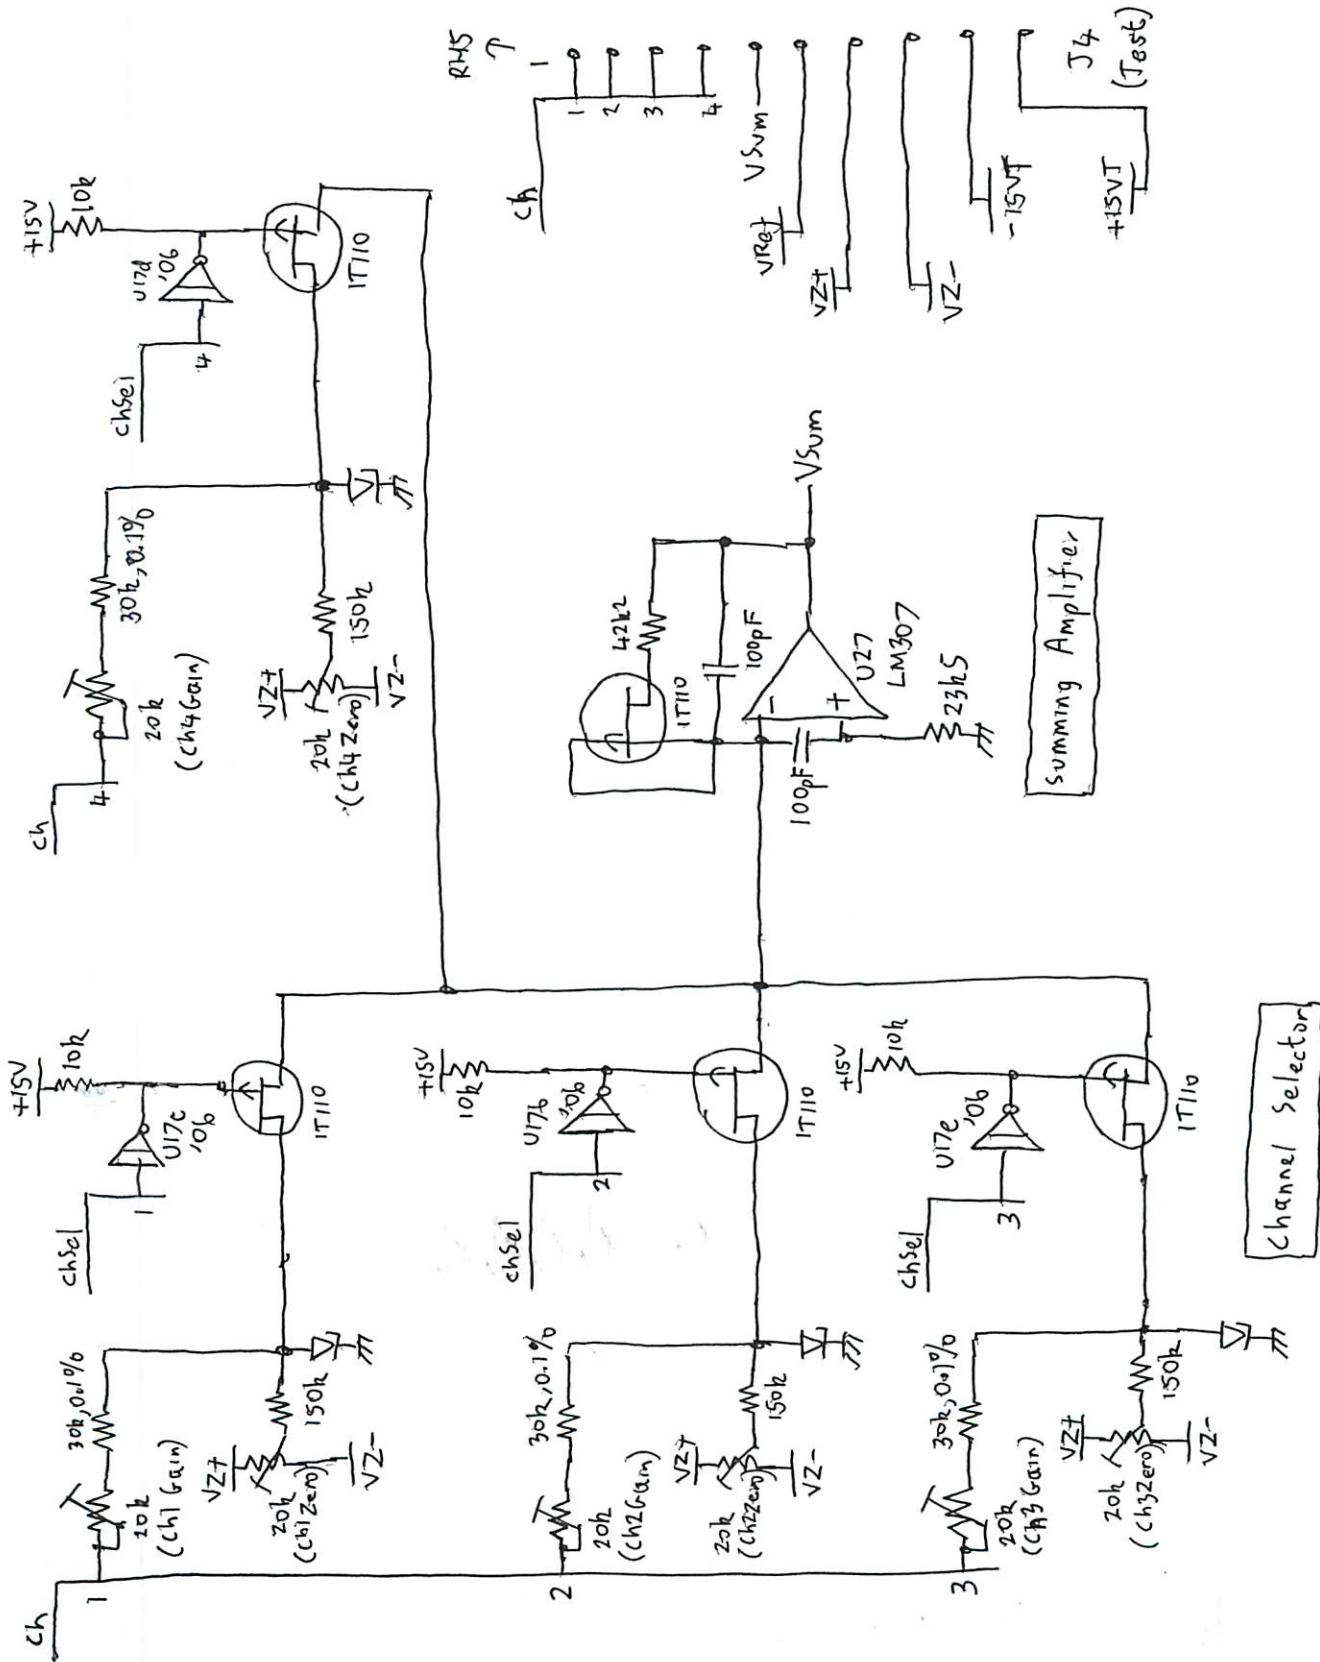 Ch
1
20k
(Ch1 Gain)
30k, 0.1%
VZ+
20k
(Ch1 Zero)
VZ-
150k
ChSel
1
U17c
'06
+15V
10k
IT110
2
20k
(Ch2Gain)
30k, 0.1%
VZ+
20k
(Ch2Zero)
VZ-
150k
ChSel
2
U17b
'06
+15V
10k
IT110
3
20k
(Ch3Gain)
30k, 0.1%
VZ+
20k
(Ch3Zero)
VZ-
150k
ChSel
3
U17e
'06
+15V
10k
IT110
Channel Selector
Ch
4
20k
(Ch4Gain)
30k, 0.1%
VZ+
20k
(Ch4Zero)
VZ-
150k
ChSel
4
U17d
'06
+15V
10k
IT110
IT110
42k2
100pF
100pF
-
+
U27
LM307
23k5
VSum
Summing Amplifier
RHS
Ch
1
1
2
3
4
VSum
VRef
VZ+
VZ-
-15VT
+15VT
J4
(Test)